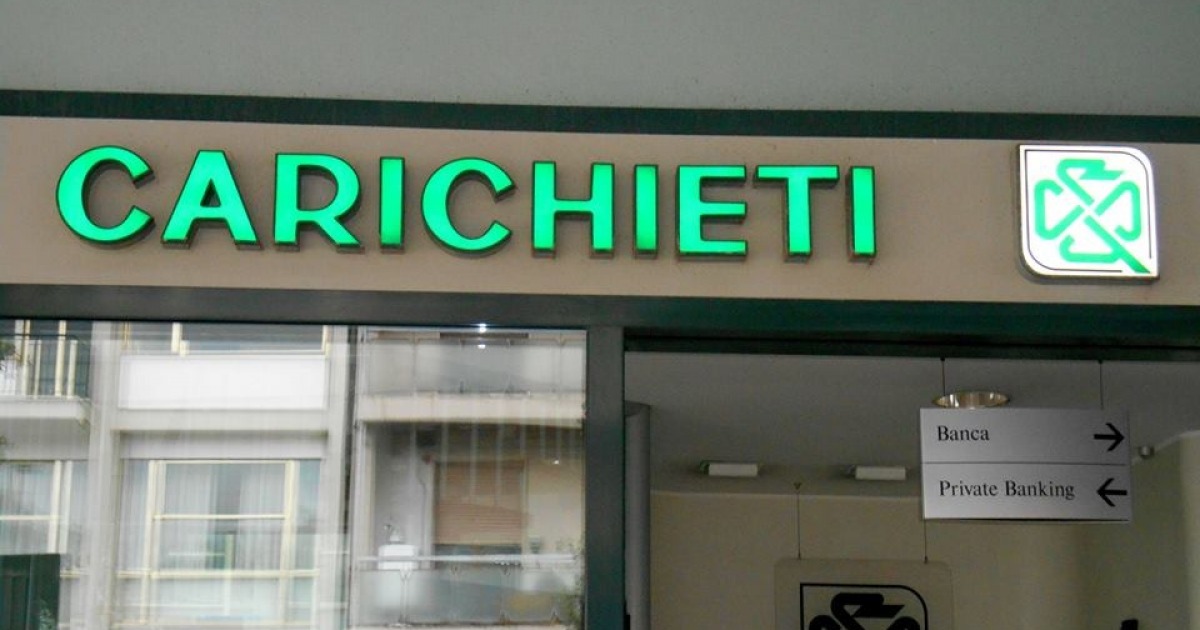 CARICHIETI
Banca →
Private Banking ←